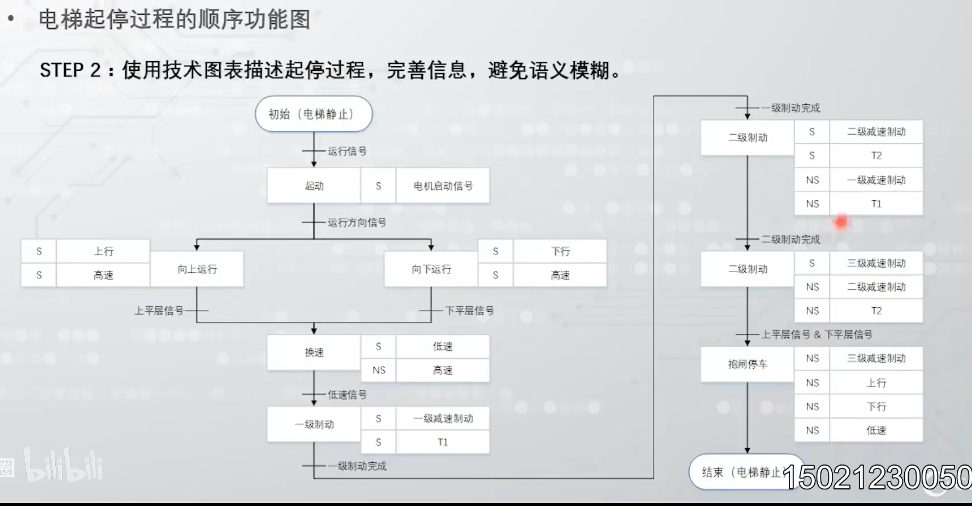 • 电梯起停过程的顺序功能图
STEP 2：使用技术图表描述起停过程，完善信息，避免语义模糊。
初始（电梯静止）
运行信号
起动 S 电机启动信号
运行方向信号
S 上行
S 高速
向上运行
向下运行
S 下行
S 高速
上平层信号
下平层信号
换速
S 低速
NS 高速
低速信号
一级制动
S 一级减速制动
S T1
一级制动完成
一级制动完成
二级制动
S 二级减速制动
S T2
NS 一级减速制动
NS T1
二级制动完成
二级制动
S 三级减速制动
NS 二级减速制动
NS T2
上平层信号 & 下平层信号
抱闸停车
NS 三级减速制动
NS 上行
NS 下行
NS 低速
结束（电梯静止
15021230050
圈 bilibili